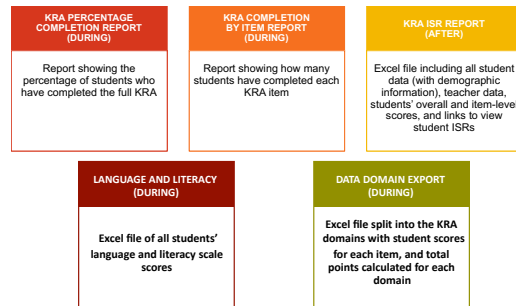 KRA PERCENTAGE
COMPLETION REPORT
(DURING)
Report showing the
percentage of students who
have completed the full KRA
KRA COMPLETION
BY ITEM REPORT
(DURING)
Report showing how many
students have completed each
KRA item
KRA ISR REPORT
(AFTER)
Excel file including all student
data (with demographic
information), teacher data,
students' overall and item-level
scores, and links to view
student ISRs
LANGUAGE AND LITERACY
(DURING)
Excel file of all students'
language and literacy scale
scores
DATA DOMAIN EXPORT
(DURING)
Excel file split into the KRA
domains with student scores
for each item, and total
points calculated for each
domain